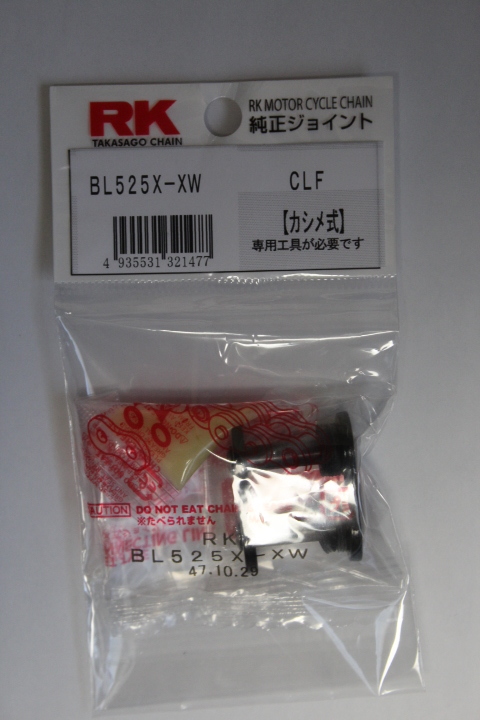 RK
TAKASAGO CHAIN
RK MOTOR CYCLE CHAIN
純正ジョイント
BL525X-XW
CLF
【カシメ式】
専用工具が必要です
4 935531 321477
CAUTION DO NOT EAT CHAIN
※たべられません
RK
BL525X-XW
47.10.29